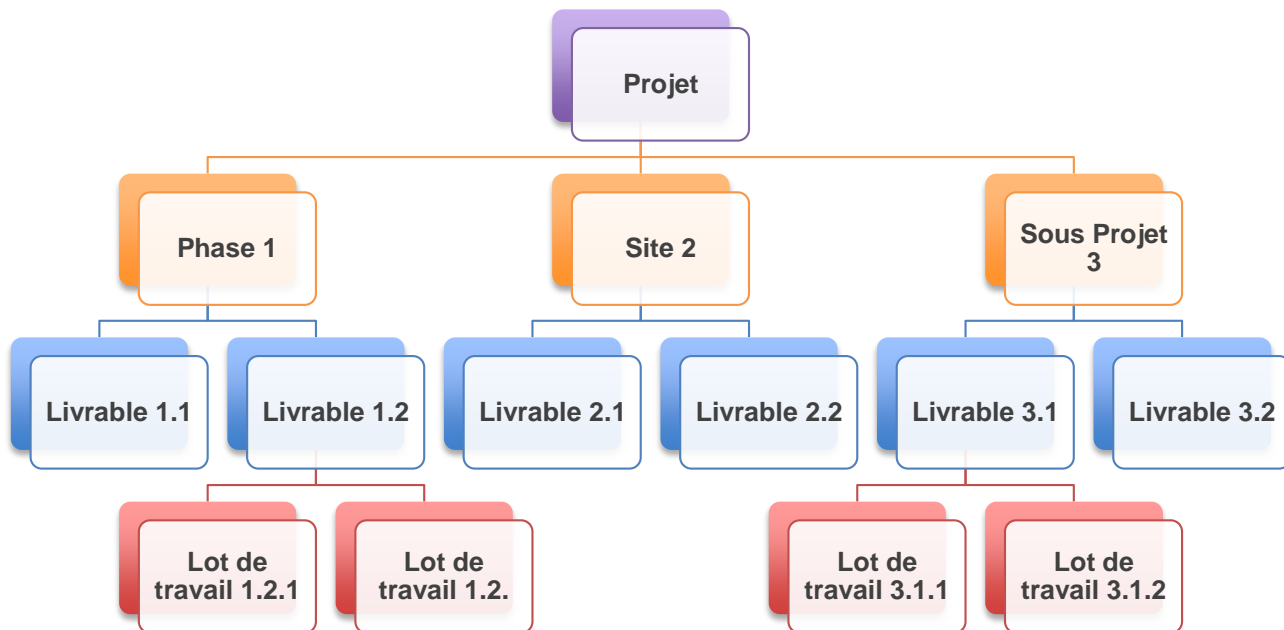 Projet
Phase 1
Site 2
Sous Projet
3
Livrable 1.1
Livrable 1.2
Livrable 2.1
Livrable 2.2
Livrable 3.1
Livrable 3.2
Lot de
travail 1.2.1
Lot de
travail 1.2.
Lot de
travail 3.1.1
Lot de
travail 3.1.2